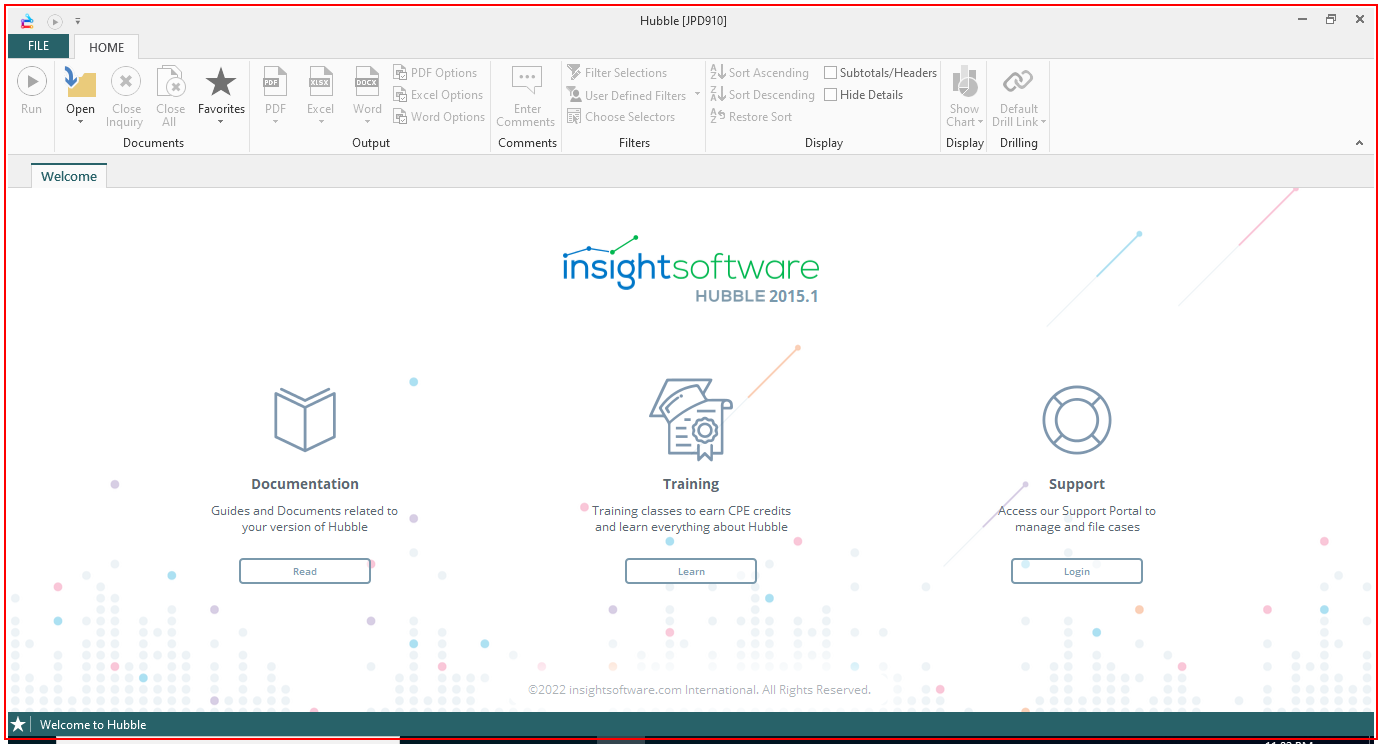 Hubble [JPD910]
FILE
HOME
Run
Open
Close Inquiry
Close All
Favorites
Documents
PDF
PDF
XLSX
Excel
DOCX
Word
PDF Options
Excel Options
Word Options
Output
Enter Comments
Comments
Filter Selections
User Defined Filters
Choose Selectors
Filters
Sort Ascending
Sort Descending
Restore Sort
Subtotals/Headers
Hide Details
Display
Show Chart
Display
Default Drill Link
Drilling
Welcome
insightsoftware
HUBBLE 2015.1
Documentation
Guides and Documents related to
your version of Hubble
Read
Training
Training classes to earn CPE credits
and learn everything about Hubble
Learn
Support
Access our Support Portal to
manage and file cases
Login
©2022 insightsoftware.com International. All Rights Reserved.
Welcome to Hubble